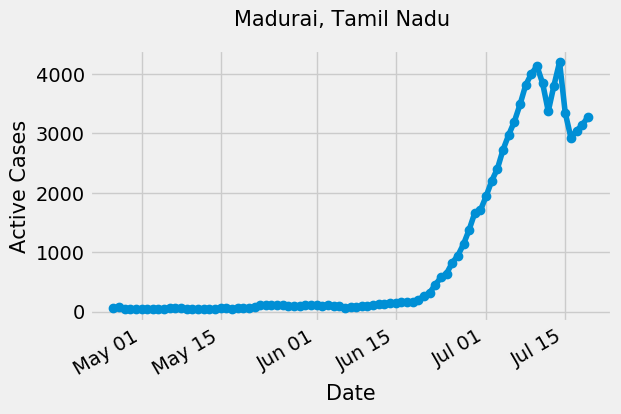 Madurai, Tamil Nadu
4000
3000
2000
1000
0
Active Cases
May 01
May 15
Jun 01
Jun 15
Jul 01
Jul 15
Date